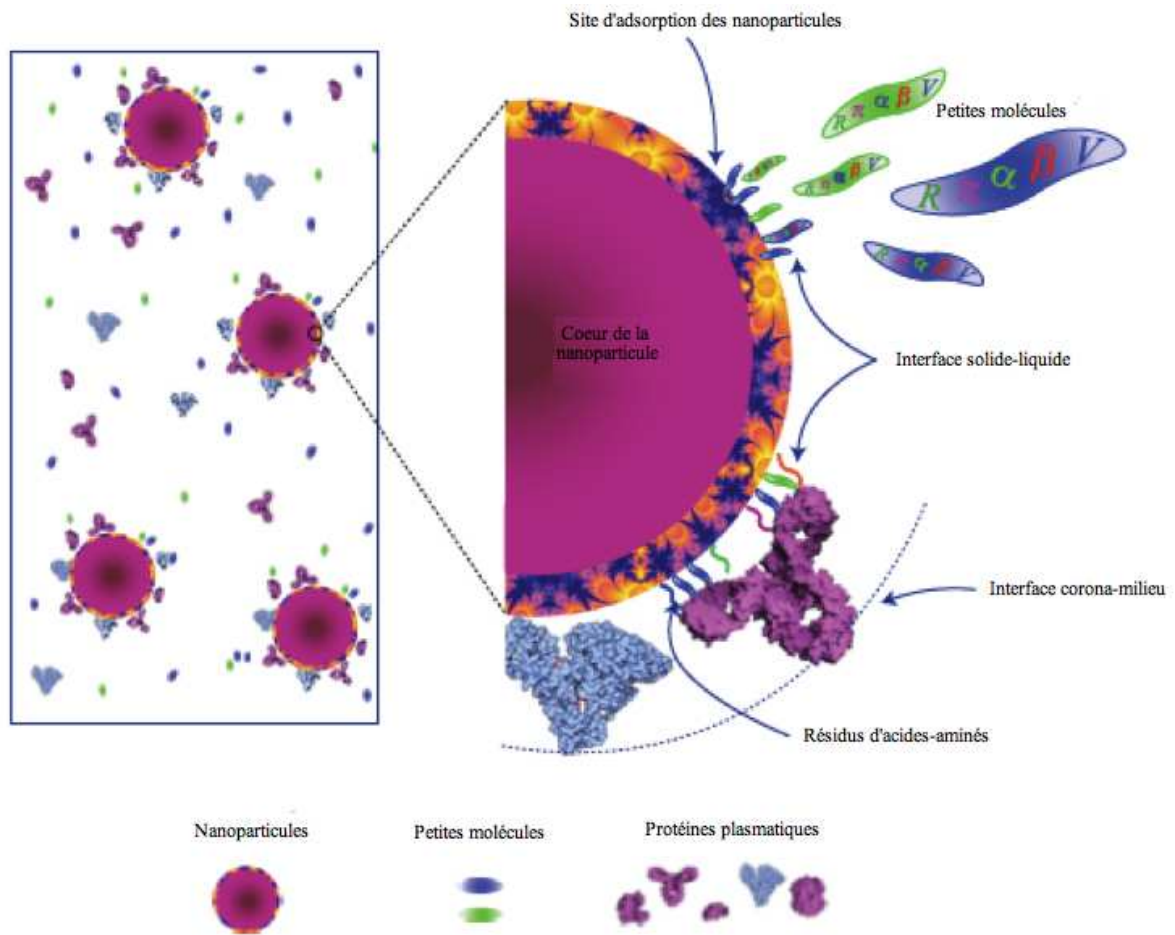 Site d'adsorption des nanoparticules
R π α β V
Petites molécules
R π α β V
R π α β V
R π α β V
Coeur de la
nanoparticule
Interface solide-liquide
Interface corona-milieu
Résidus d'acides-aminés
Nanoparticules
Petites molécules
Protéines plasmatiques